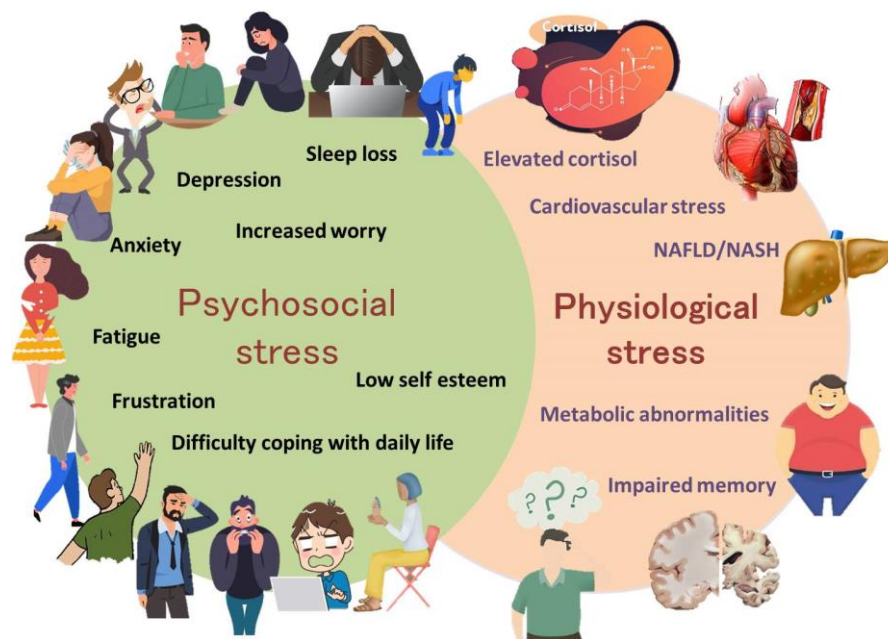 Cortisol
Sleep loss
Depression
Increased worry
Anxiety
Psychosocial
stress
Fatigue
Low self esteem
Frustration
Difficulty coping with daily life
Elevated cortisol
Cardiovascular stress
NAFLD/NASH
Physiological
stress
Metabolic abnormalities
Impaired memory
? ? ?